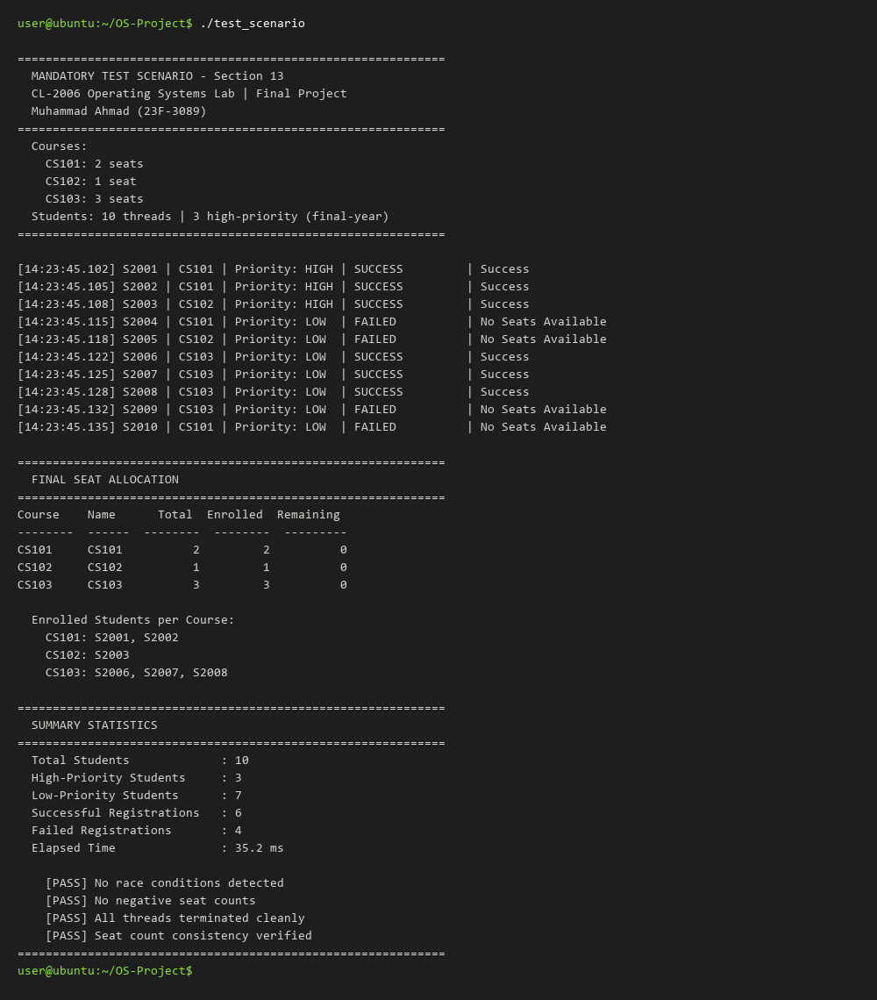 user@ubuntu:~/OS-Project$ ./test_scenario
=============================================================
  MANDATORY TEST SCENARIO - Section 13
  CL-2006 Operating Systems Lab | Final Project
  Muhammad Ahmad (23F-3089)
=============================================================
  Courses:
    CS101: 2 seats
    CS102: 1 seat
    CS103: 3 seats
  Students: 10 threads | 3 high-priority (final-year)
=============================================================
[14:23:45.102] S2001 | CS101 | Priority: HIGH | SUCCESS         | Success
[14:23:45.105] S2002 | CS101 | Priority: HIGH | SUCCESS         | Success
[14:23:45.108] S2003 | CS102 | Priority: HIGH | SUCCESS         | Success
[14:23:45.115] S2004 | CS101 | Priority: LOW  | FAILED          | No Seats Available
[14:23:45.118] S2005 | CS102 | Priority: LOW  | FAILED          | No Seats Available
[14:23:45.122] S2006 | CS103 | Priority: LOW  | SUCCESS         | Success
[14:23:45.125] S2007 | CS103 | Priority: LOW  | SUCCESS         | Success
[14:23:45.128] S2008 | CS103 | Priority: LOW  | SUCCESS         | Success
[14:23:45.132] S2009 | CS103 | Priority: LOW  | FAILED          | No Seats Available
[14:23:45.135] S2010 | CS101 | Priority: LOW  | FAILED          | No Seats Available
=============================================================
  FINAL SEAT ALLOCATION
=============================================================
Course    Name      Total  Enrolled  Remaining
--------  ------  --------  --------  ---------
CS101     CS101          2         2          0
CS102     CS102          1         1          0
CS103     CS103          3         3          0
  Enrolled Students per Course:
    CS101: S2001, S2002
    CS102: S2003
    CS103: S2006, S2007, S2008
=============================================================
  SUMMARY STATISTICS
=============================================================
  Total Students             : 10
  High-Priority Students     : 3
  Low-Priority Students      : 7
  Successful Registrations   : 6
  Failed Registrations       : 4
  Elapsed Time               : 35.2 ms
    [PASS] No race conditions detected
    [PASS] No negative seat counts
    [PASS] All threads terminated cleanly
    [PASS] Seat count consistency verified
=============================================================
user@ubuntu:~/OS-Project$